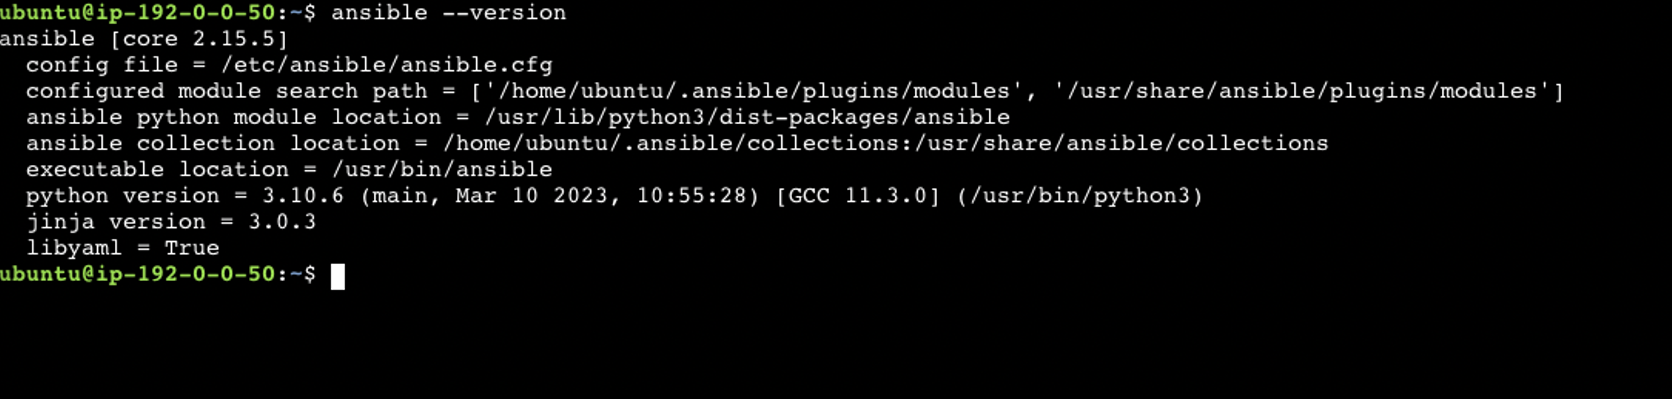 ubuntu@ip-192-0-0-50:~$ ansible --version
ansible [core 2.15.5]
  config file = /etc/ansible/ansible.cfg
  configured module search path = ['/home/ubuntu/.ansible/plugins/modules', '/usr/share/ansible/plugins/modules']
  ansible python module location = /usr/lib/python3/dist-packages/ansible
  ansible collection location = /home/ubuntu/.ansible/collections:/usr/share/ansible/collections
  executable location = /usr/bin/ansible
  python version = 3.10.6 (main, Mar 10 2023, 10:55:28) [GCC 11.3.0] (/usr/bin/python3)
  jinja version = 3.0.3
  libyaml = True
ubuntu@ip-192-0-0-50:~$